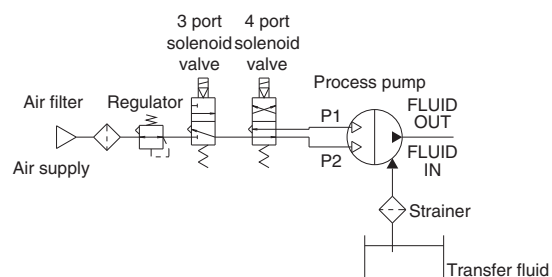 3 port
solenoid
valve
4 port
solenoid
valve
Process pump
Air filter
Regulator
P1
FLUID
OUT
Air supply
P2
FLUID
IN
Strainer
Transfer fluid